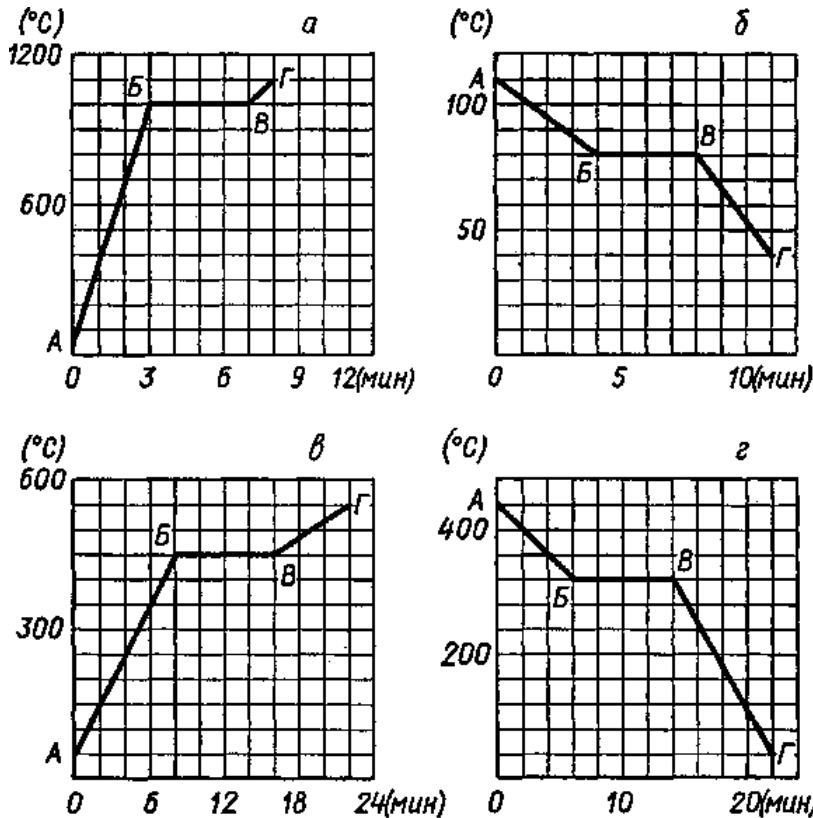 (°C) а
1200
Б Г
В
600
А
0 3 6 9 12(мин)
(°C) б
А
100
В
Б
50
Г
0 5 10(мин)
(°C) в
600
Г
Б
В
300
А
0 6 12 18 24(мин)
(°C) г
А
400
В
Б
200
Г
0 10 20(мин)